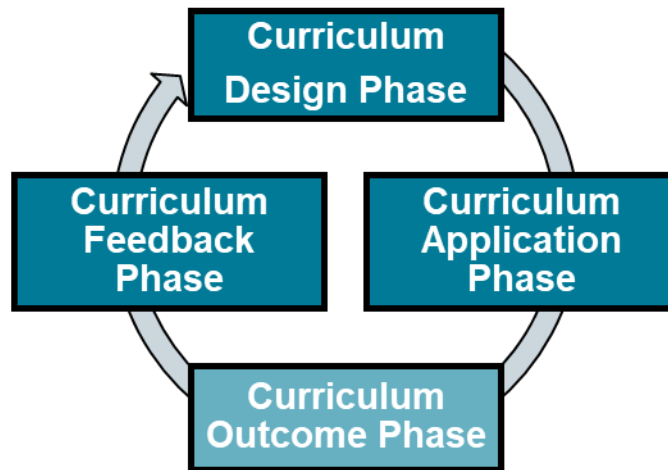 Curriculum
Design Phase
Curriculum
Feedback
Phase
Curriculum
Application
Phase
Curriculum
Outcome Phase